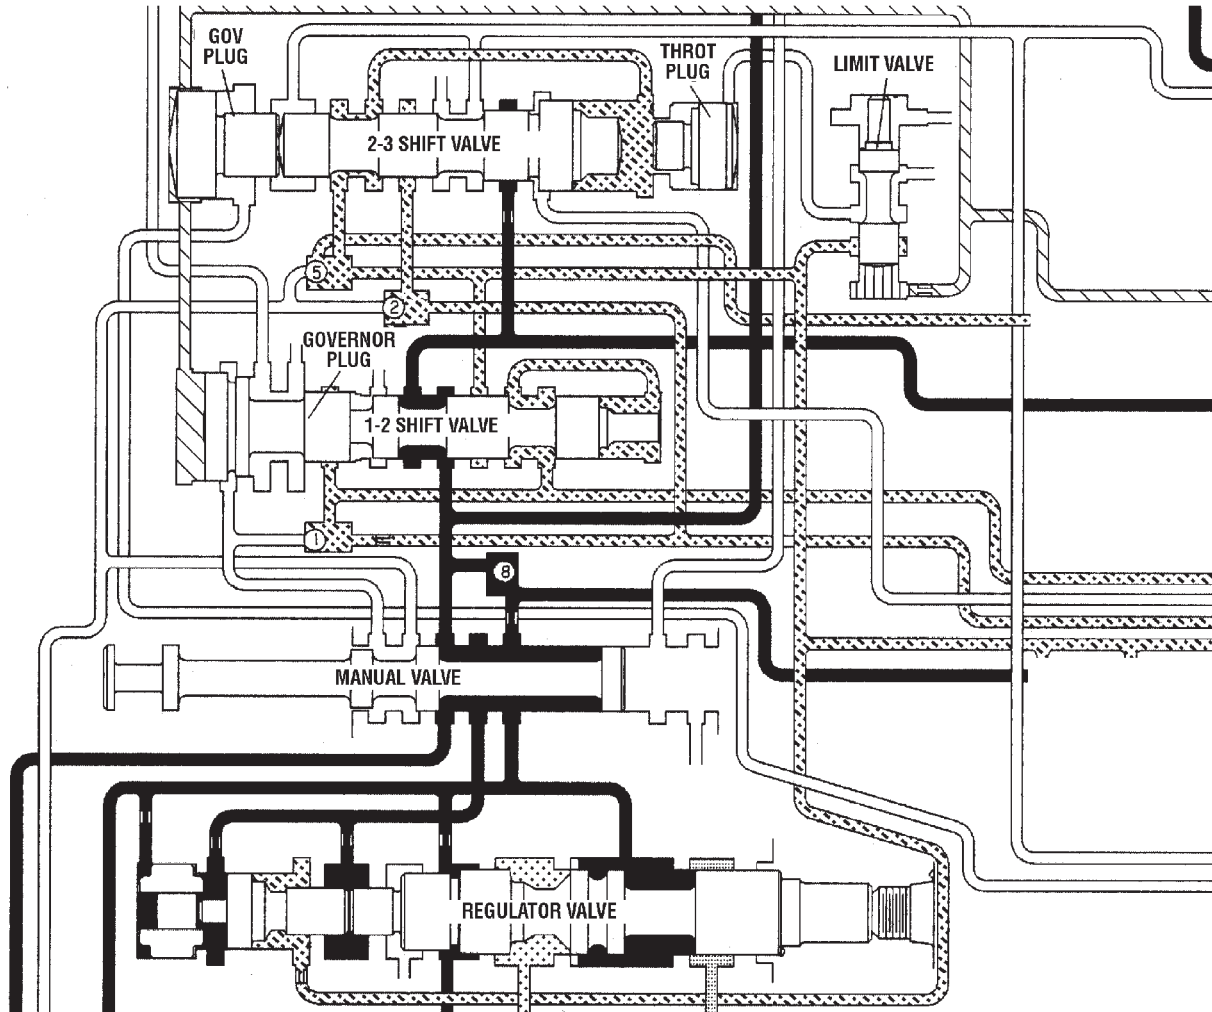 GOV
PLUG
THROT
PLUG
LIMIT VALVE
2-3 SHIFT VALVE
5
2
GOVERNOR
PLUG
1-2 SHIFT VALVE
1
8
MANUAL VALVE
REGULATOR VALVE